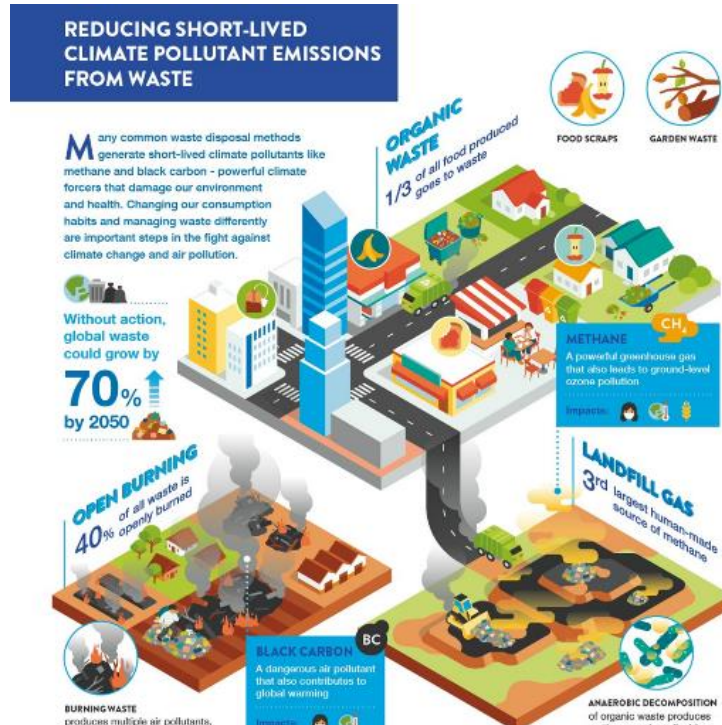 REDUCING SHORT-LIVED
CLIMATE POLLUTANT EMISSIONS
FROM WASTE
Many common waste disposal methods
generate short-lived climate pollutants like
methane and black carbon - powerful climate
forcers that damage our environment
and health. Changing our consumption
habits and managing waste differently
are important steps in the fight against
climate change and air pollution.
ORGANIC
WASTE
1/3 of all food produced
goes to waste
FOOD SCRAPS
GARDEN WASTE
Without action,
global waste
could grow by
70%
by 2050
CH4
METHANE
A powerful greenhouse gas
that also leads to ground-level
ozone pollution
Impacts:
OPEN BURNING
40% of all waste is
openly burned
LANDFILL GAS
3rd largest human-made
source of methane
BC
BLACK CARBON
A dangerous air pollutant
that also contributes to
global warming
Impacts:
BURNING WASTE
produces multiple air pollutants,
ANAEROBIC DECOMPOSITION
of organic waste produces